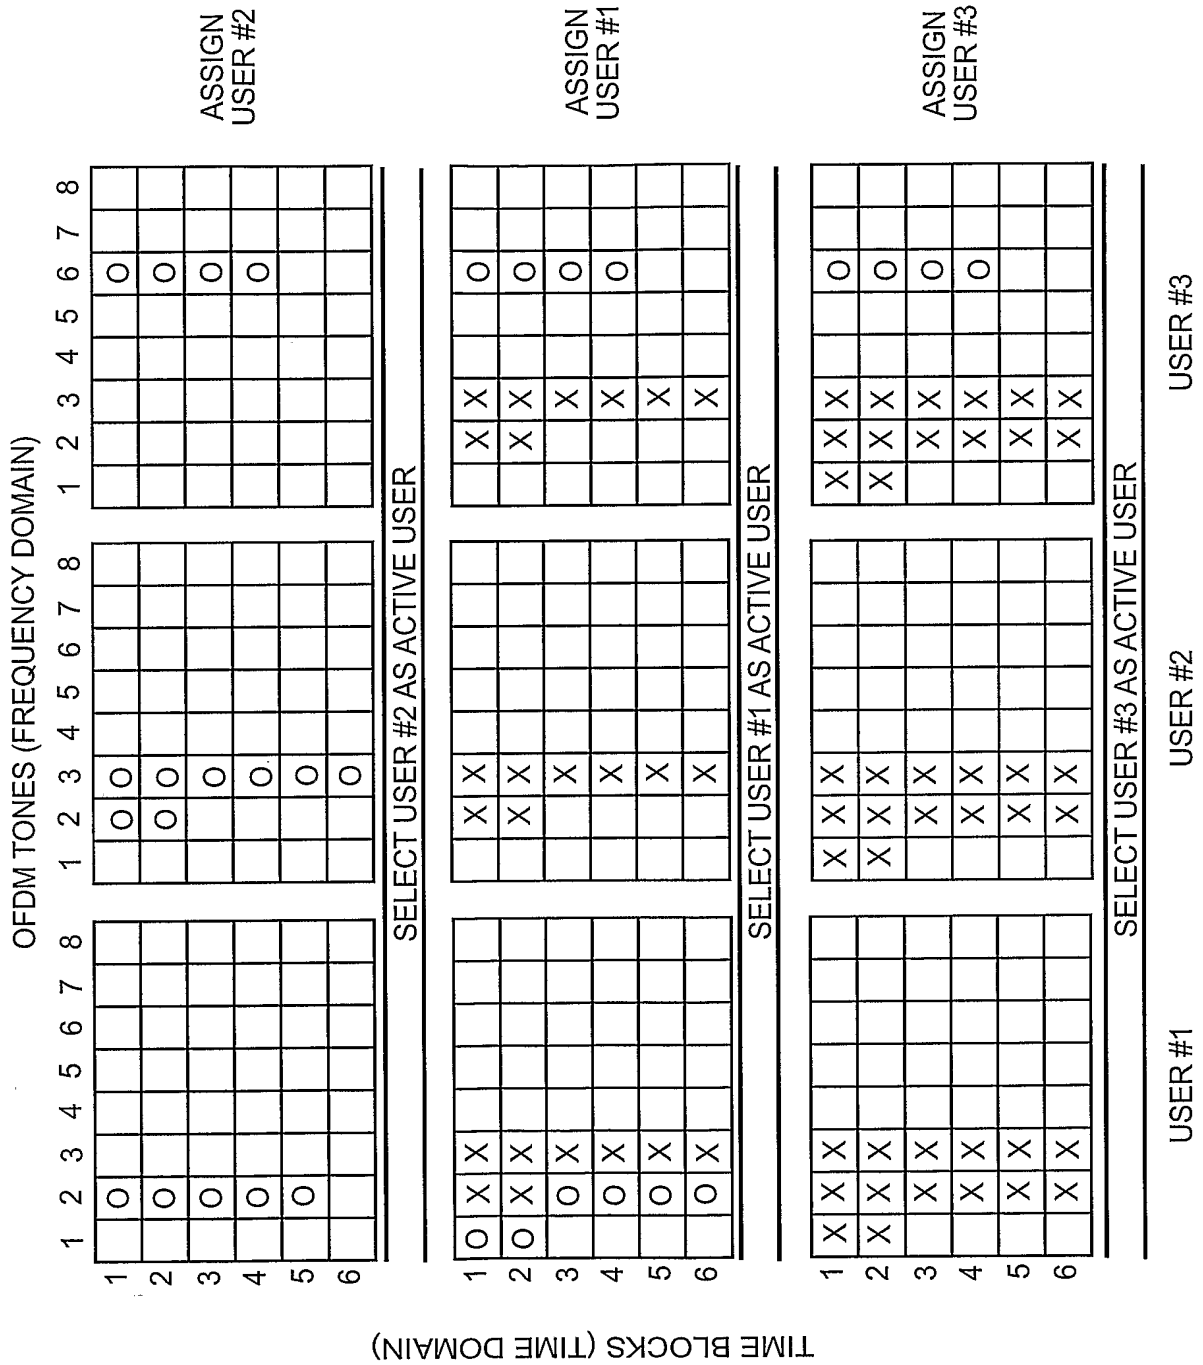 OFDM TONES (FREQUENCY DOMAIN)
1 2 3 4 5 6 7 8 1 2 3 4 5 6 7 8 1 2 3 4 5 6 7 8
1 O O O O
2 O O O O
3 O O O
4 O O O
5 O O
6 O
ASSIGN
USER #2
SELECT USER #2 AS ACTIVE USER
1 O X X X X X X O
2 O X X X X X X O
3 O X X X O
4 O X X X O
5 O X X X
6 O X X X
ASSIGN
USER #1
SELECT USER #1 AS ACTIVE USER
1 X X X X X X X X X O
2 X X X X X X X X X O
3 X X X X X X O
4 X X X X X X O
5 X X X X X X
6 X X X X X X
ASSIGN
USER #3
SELECT USER #3 AS ACTIVE USER
USER #1 USER #2 USER #3
TIME BLOCKS (TIME DOMAIN)